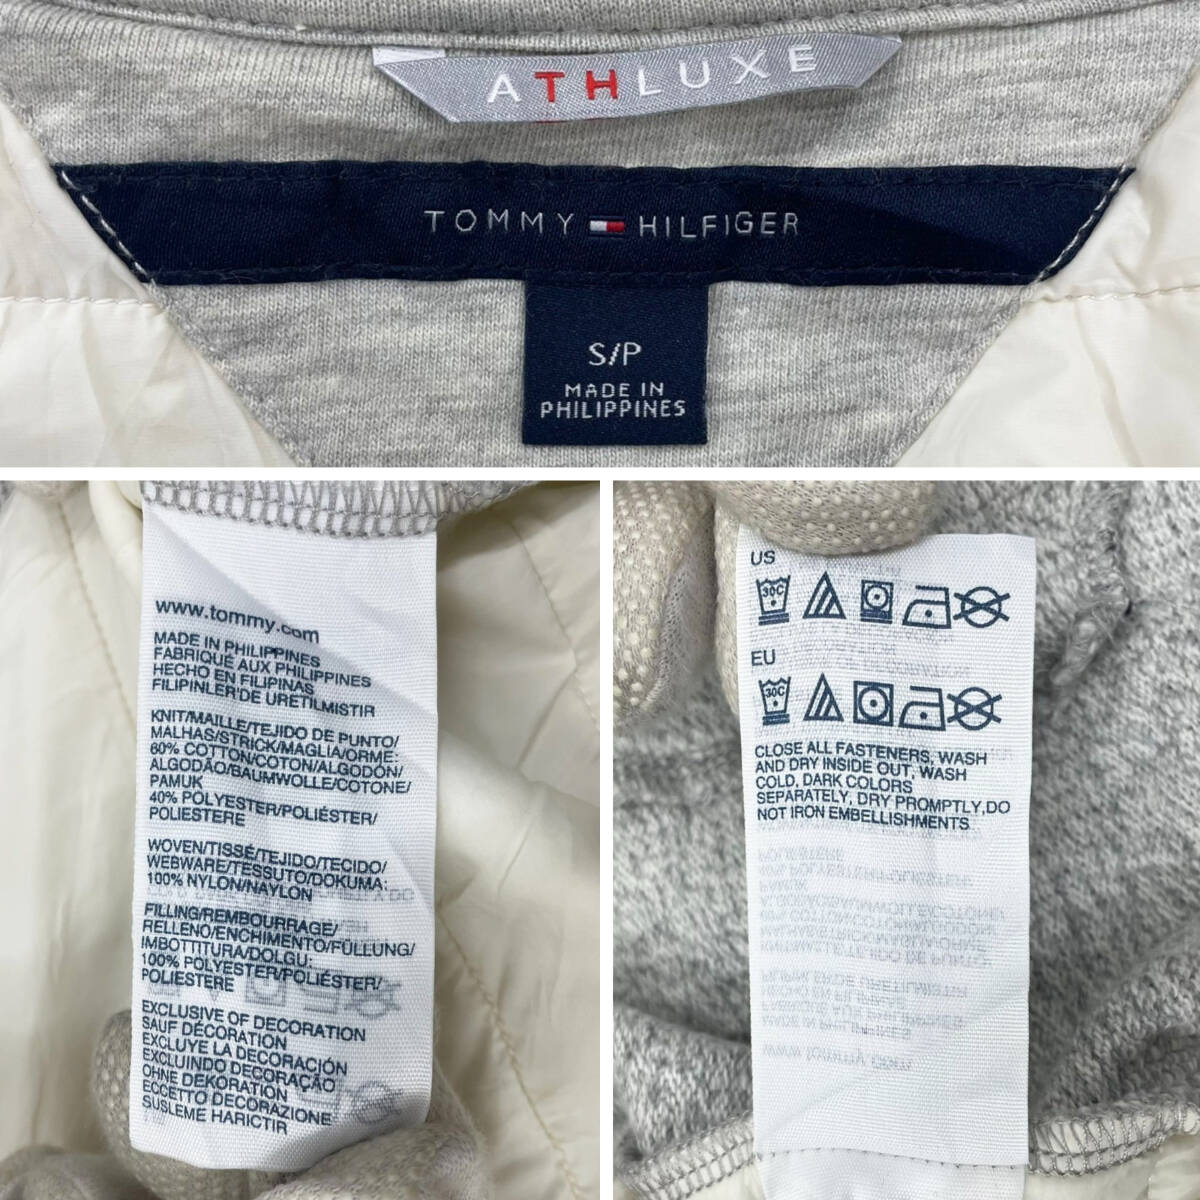 ATHLUXE
TOMMY HILFIGER
S/P
MADE IN
PHILIPPINES
www.tommy.com
MADE IN PHILIPPINES
FABRIQUÉ AUX PHILIPPINES
HECHO EN FILIPINAS
FILIPINLER'DE URETILMISTIR
KNIT/MAILLE/TEJIDO DE PUNTO/
MALHAS/STRICK/MAGLIA/ORME:
60% COTTON/COTON/ALGODÓN/
ALGODÃO/BAUMWOLLE/COTONE/
PAMUK
40% POLYESTER/POLIÉSTER/
POLIESTERE
WOVEN/TISSÉ/TEJIDO/TECIDO/
WEBWARE/TESSUTO/DOKUMA:
100% NYLON/NAYLON
FILLING/REMBOURRAGE/
RELLENO/ENCHIMENTO/FÜLLUNG/
IMBOTTITURA/DOLGU:
100% POLYESTER/POLIÉSTER/
POLIESTERE
EXCLUSIVE OF DECORATION
SAUF DÉCORATION
EXCLUYE LA DECORACIÓN
EXCLUINDO DECORAÇÃO
OHNE DEKORATION
ECCETTO DECORAZIONE
SUSLEME HARICTIR
US
30C
EU
30C
CLOSE ALL FASTENERS, WASH
AND DRY INSIDE OUT, WASH
COLD, DARK COLORS
SEPARATELY, DRY PROMPTLY,DO
NOT IRON EMBELLISHMENTS